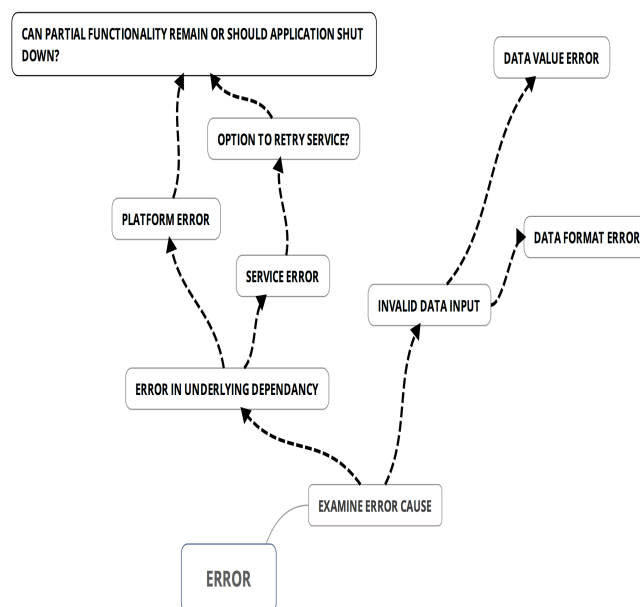 CAN PARTIAL FUNCTIONALITY REMAIN OR SHOULD APPLICATION SHUT
DOWN?
DATA VALUE ERROR
OPTION TO RETRY SERVICE?
PLATFORM ERROR
DATA FORMAT ERROR
SERVICE ERROR
INVALID DATA INPUT
ERROR IN UNDERLYING DEPENDANCY
EXAMINE ERROR CAUSE
ERROR